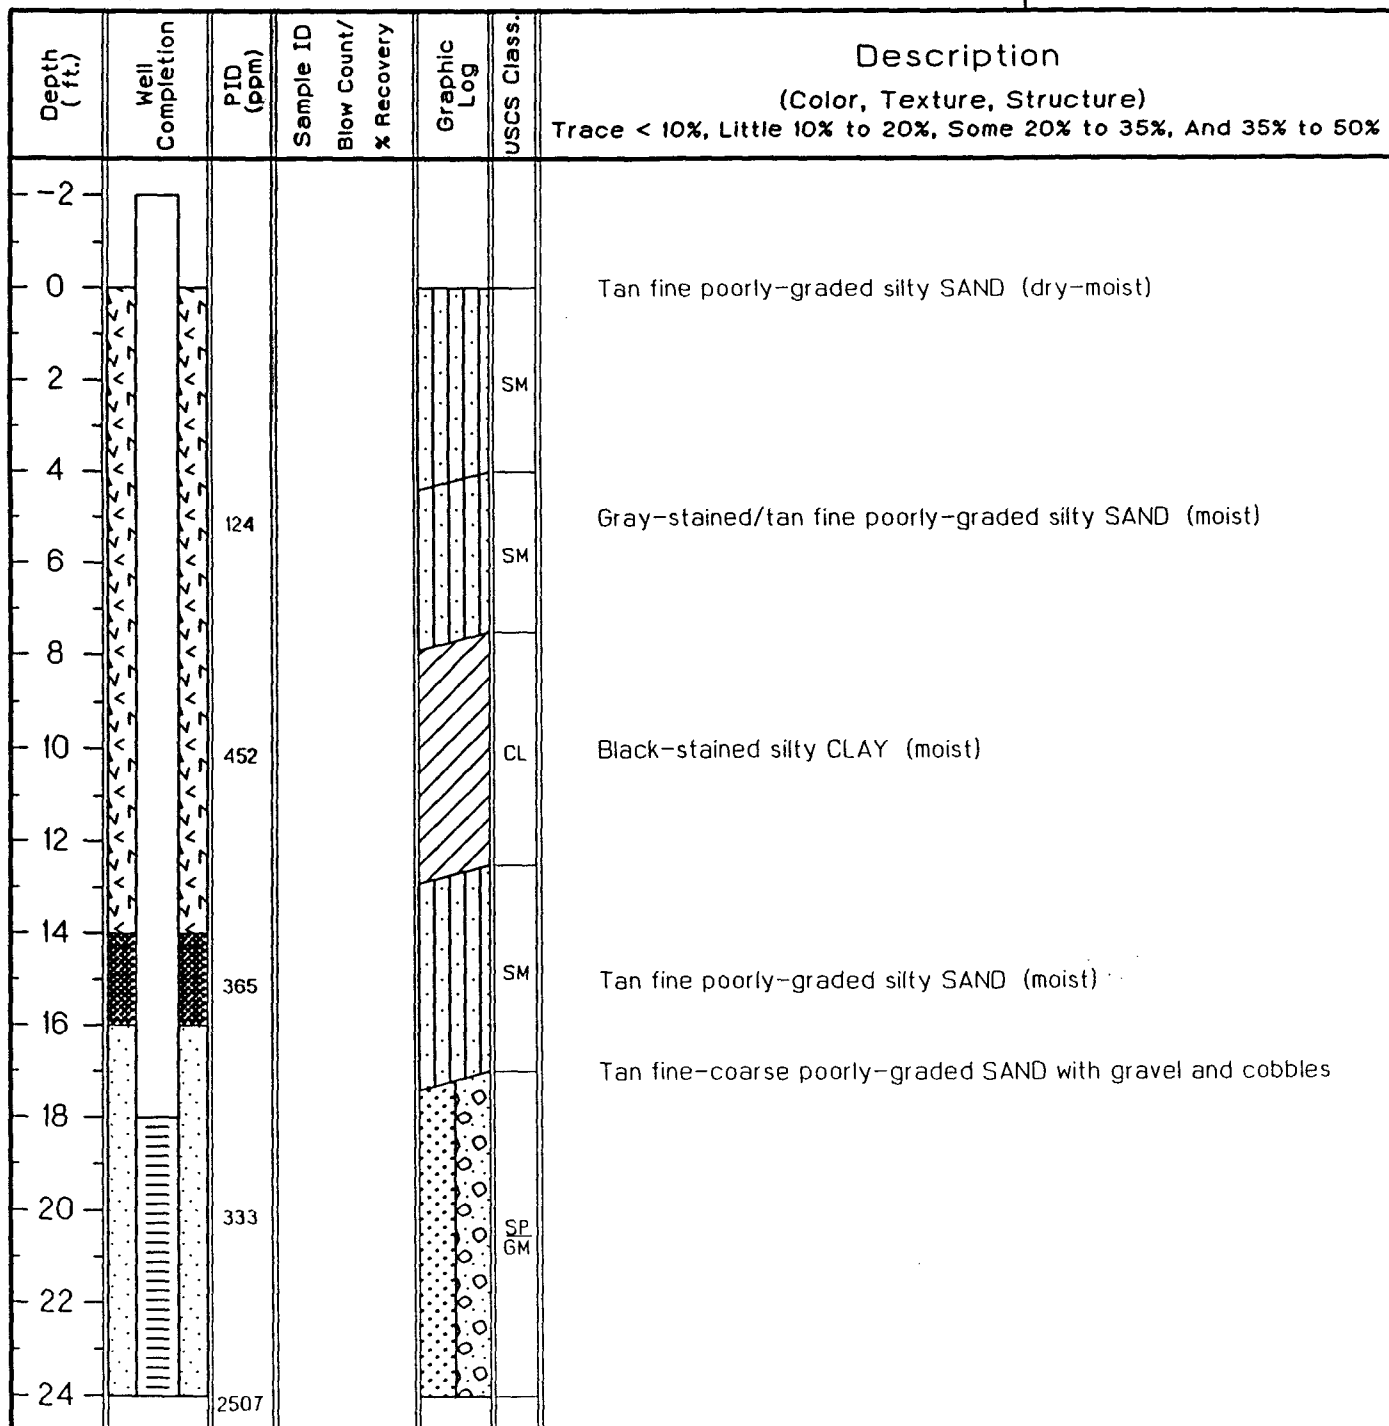 Depth
( ft.)
Well
Completion
PID
(ppm)
Sample ID
Blow Count/
% Recovery
Graphic
Log
USCS Class.
Description
(Color, Texture, Structure)
Trace < 10%, Little 10% to 20%, Some 20% to 35%, And 35% to 50%
-2
0
Tan fine poorly-graded silty SAND (dry-moist)
2
SM
4
124
Gray-stained/tan fine poorly-graded silty SAND (moist)
6
SM
8
10
452
CL
Black-stained silty CLAY (moist)
12
14
365
SM
Tan fine poorly-graded silty SAND (moist)
16
Tan fine-coarse poorly-graded SAND with gravel and cobbles
18
20
333
SP
GM
22
24
2507